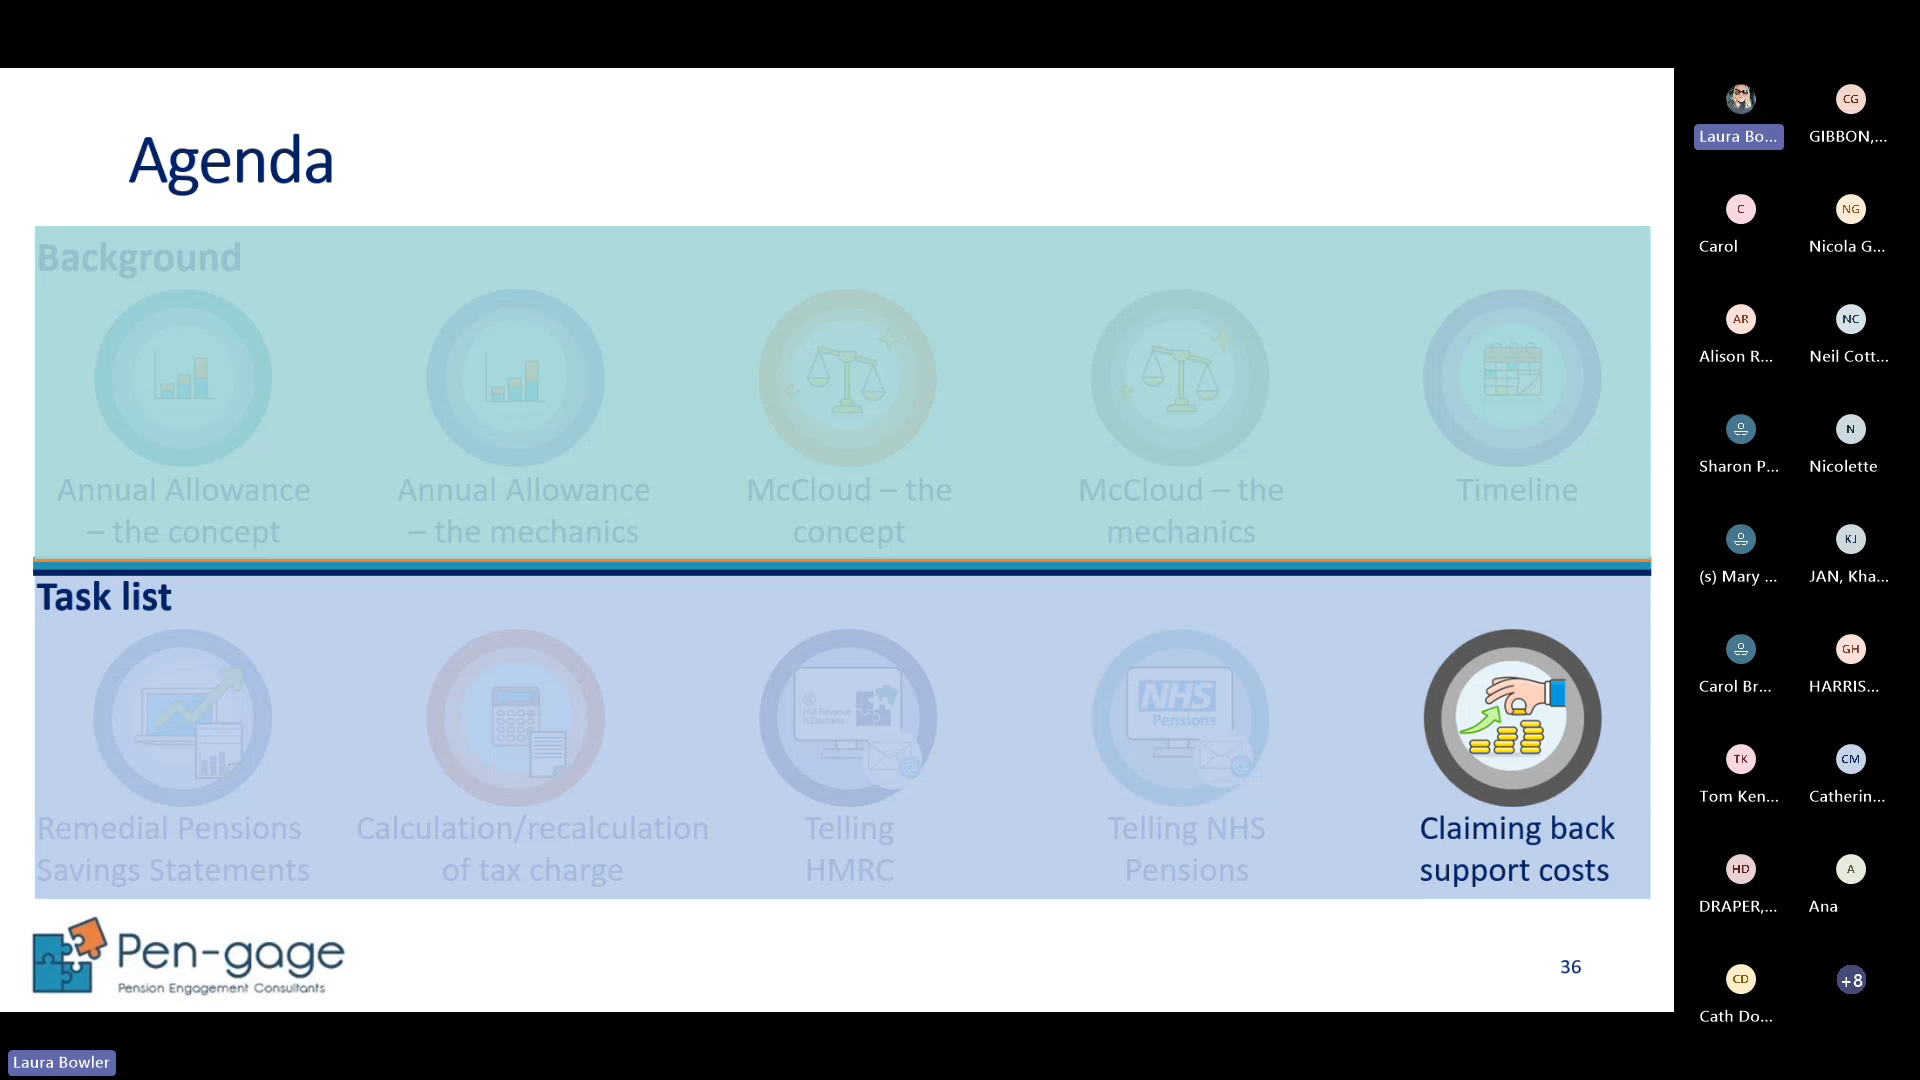 Agenda
Background
Annual Allowance
– the concept
Annual Allowance
– the mechanics
McCloud – the
concept
McCloud – the
mechanics
Timeline
Task list
HM Revenue
& Customs
NHS
Pensions
Remedial Pensions
Savings Statements
Calculation/recalculation
of tax charge
Telling
HMRC
Telling NHS
Pensions
Claiming back
support costs
Pen-gage
Pension Engagement Consultants
36
Laura Bowler
Laura Bo...
CG
GIBBON,...
C
Carol
NG
Nicola G...
AR
Alison R...
NC
Neil Cott...
Sharon P...
N
Nicolette
(s) Mary ...
KJ
JAN, Kha...
Carol Br...
GH
HARRIS...
TK
Tom Ken...
CM
Catherin...
HD
DRAPER,...
A
Ana
CD
Cath Do...
+8